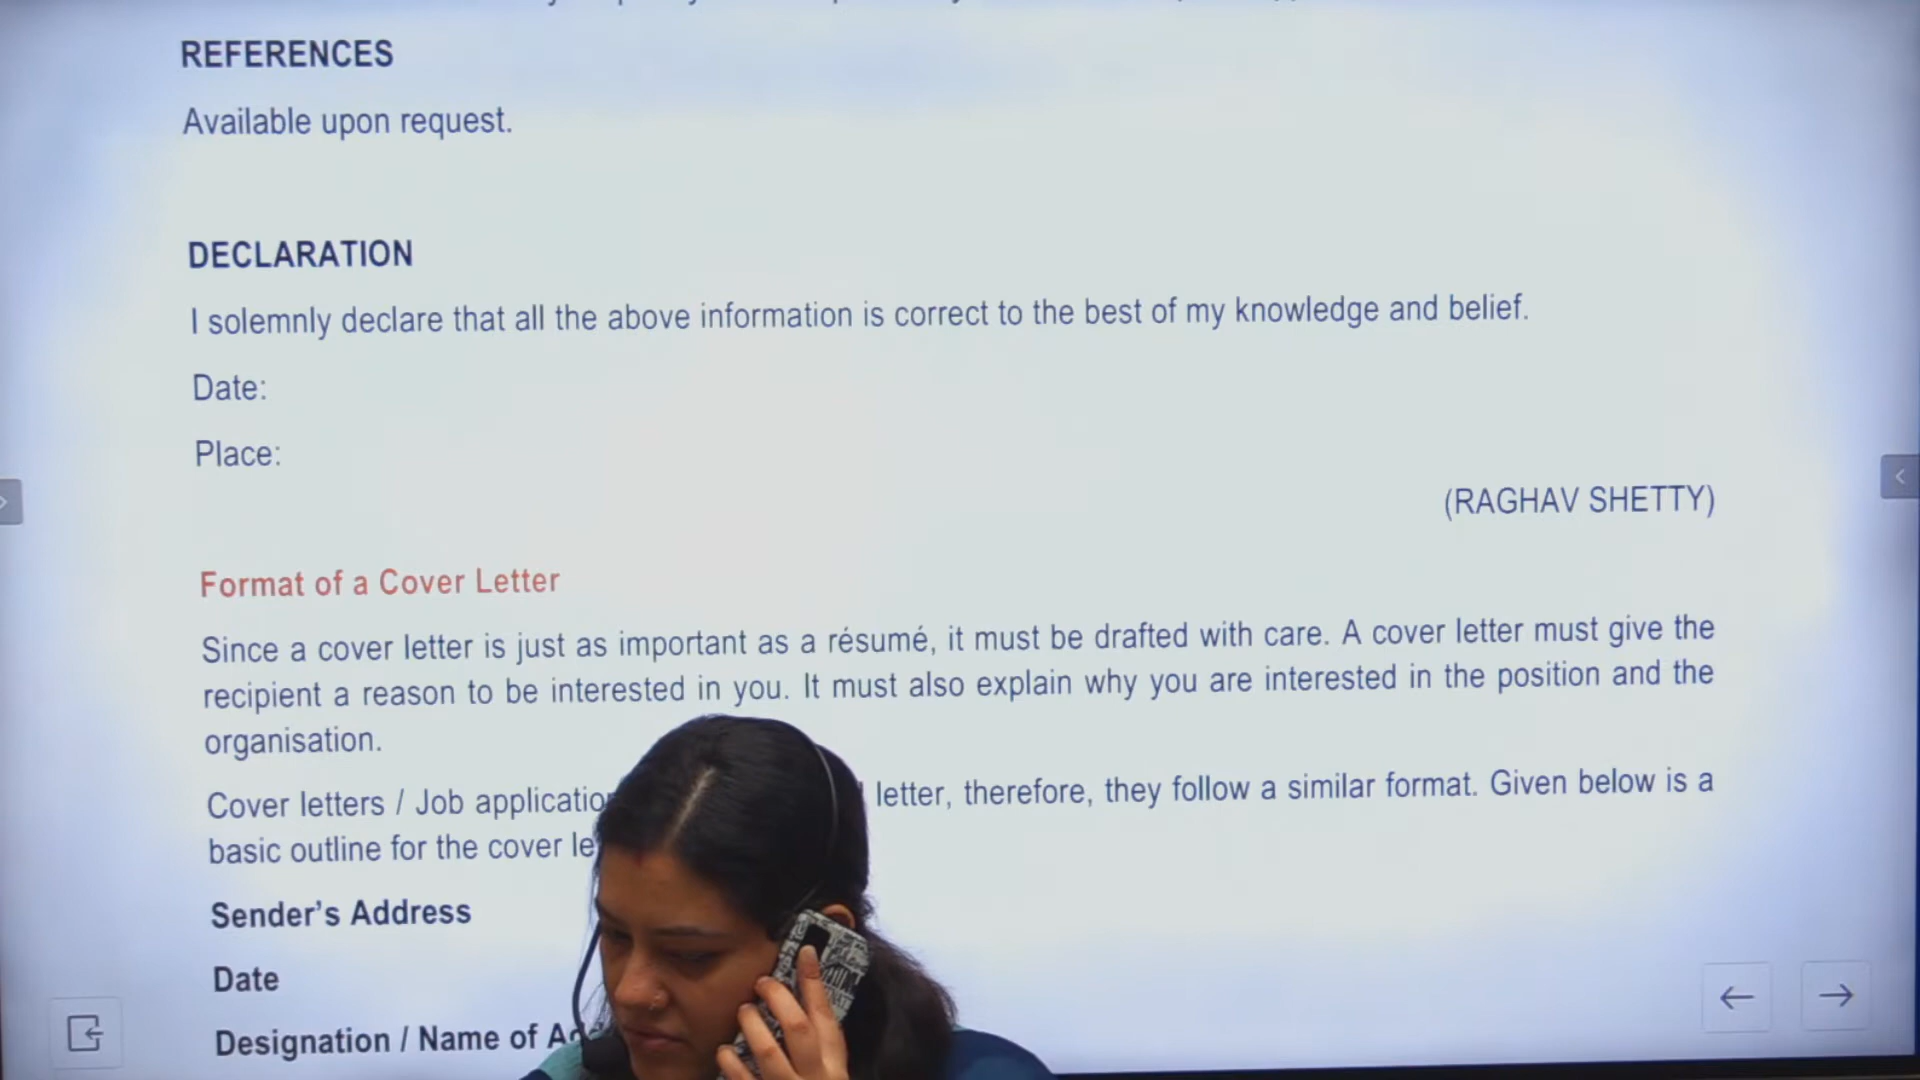 REFERENCES
Available upon request.
DECLARATION
I solemnly declare that all the above information is correct to the best of my knowledge and belief.
Date:
Place:
(RAGHAV SHETTY)
Format of a Cover Letter
Since a cover letter is just as important as a résumé, it must be drafted with care. A cover letter must give the
recipient a reason to be interested in you. It must also explain why you are interested in the position and the
organisation.
Cover letters / Job letter, therefore, they follow a similar format. Given below is a
basic outline for the cover
Sender's Address
Date
Designation / Name of